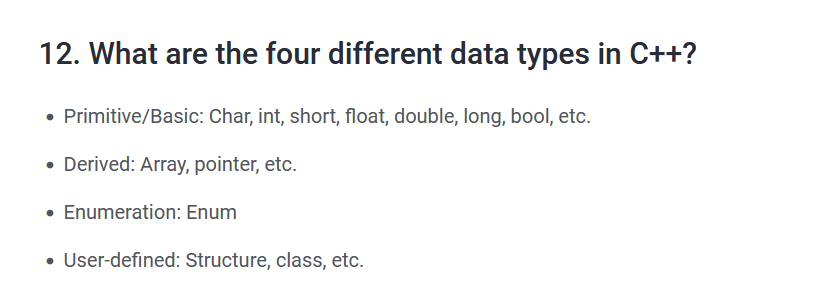 12. What are the four different data types in C++?
• Primitive/Basic: Char, int, short, float, double, long, bool, etc.
• Derived: Array, pointer, etc.
• Enumeration: Enum
• User-defined: Structure, class, etc.